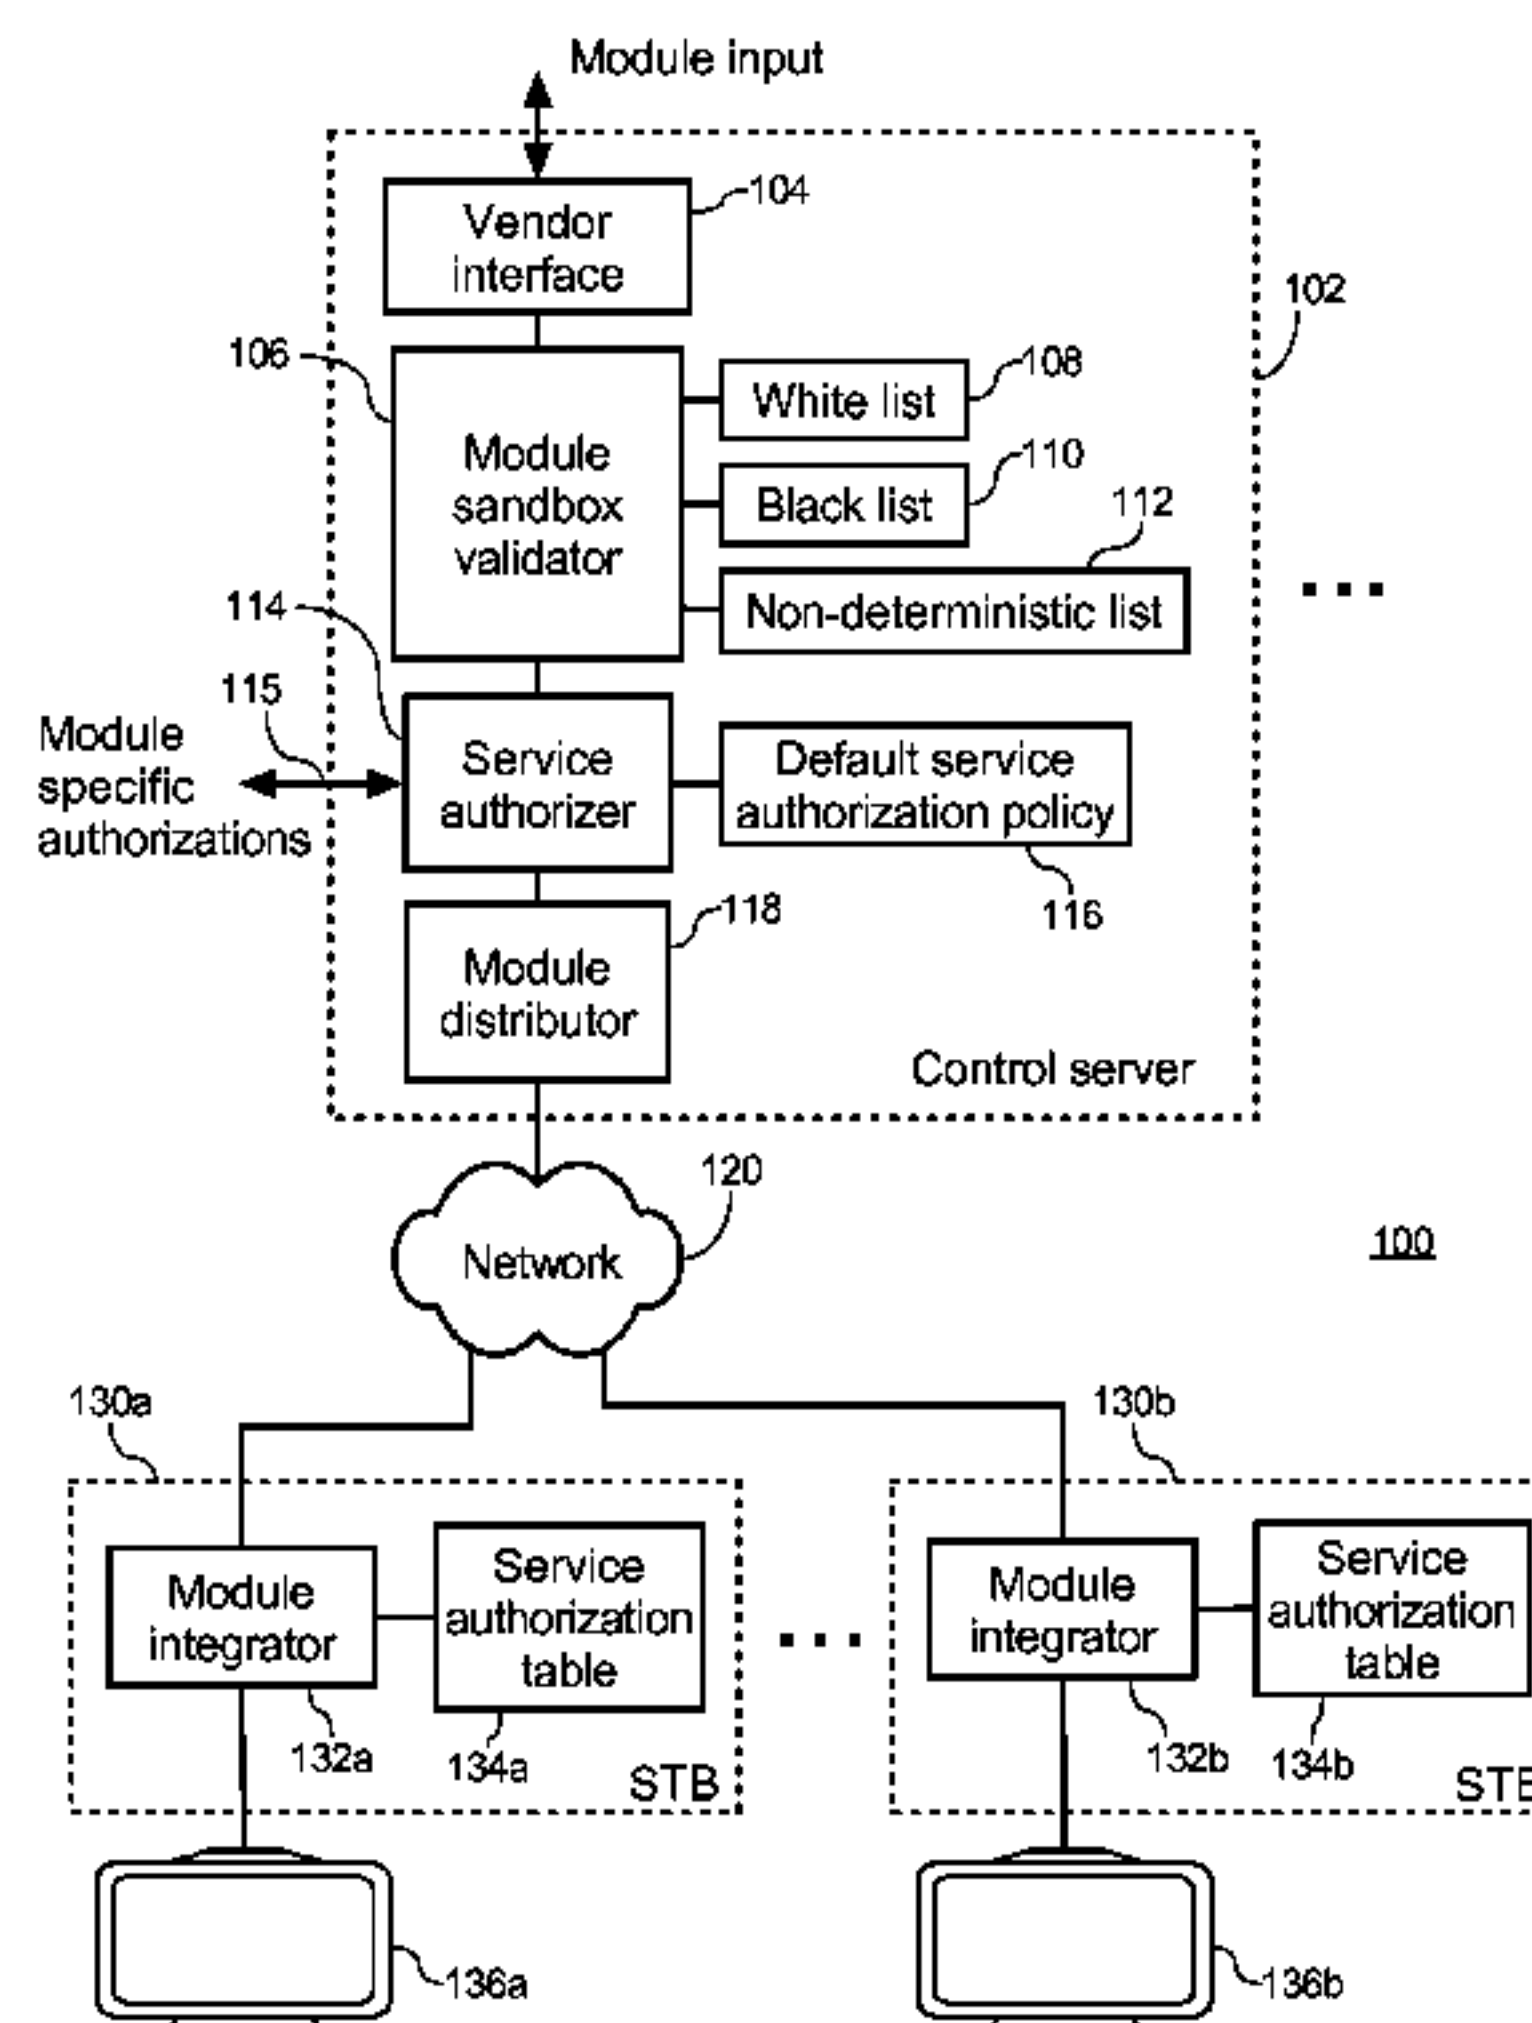 Module input
104
Vendor
interface
102
106
108
White list
Module
sandbox
validator
110
Black list
112
Non-deterministic list
114
115
Module
specific
authorizations
Service
authorizer
Default service
authorization policy
116
118
Module
distributor
Control server
120
Network
100
130a
130b
Module
integrator
Service
authorization
table
132a
134a
STB
Module
integrator
Service
authorization
table
132b
134b
STB
136a
136b